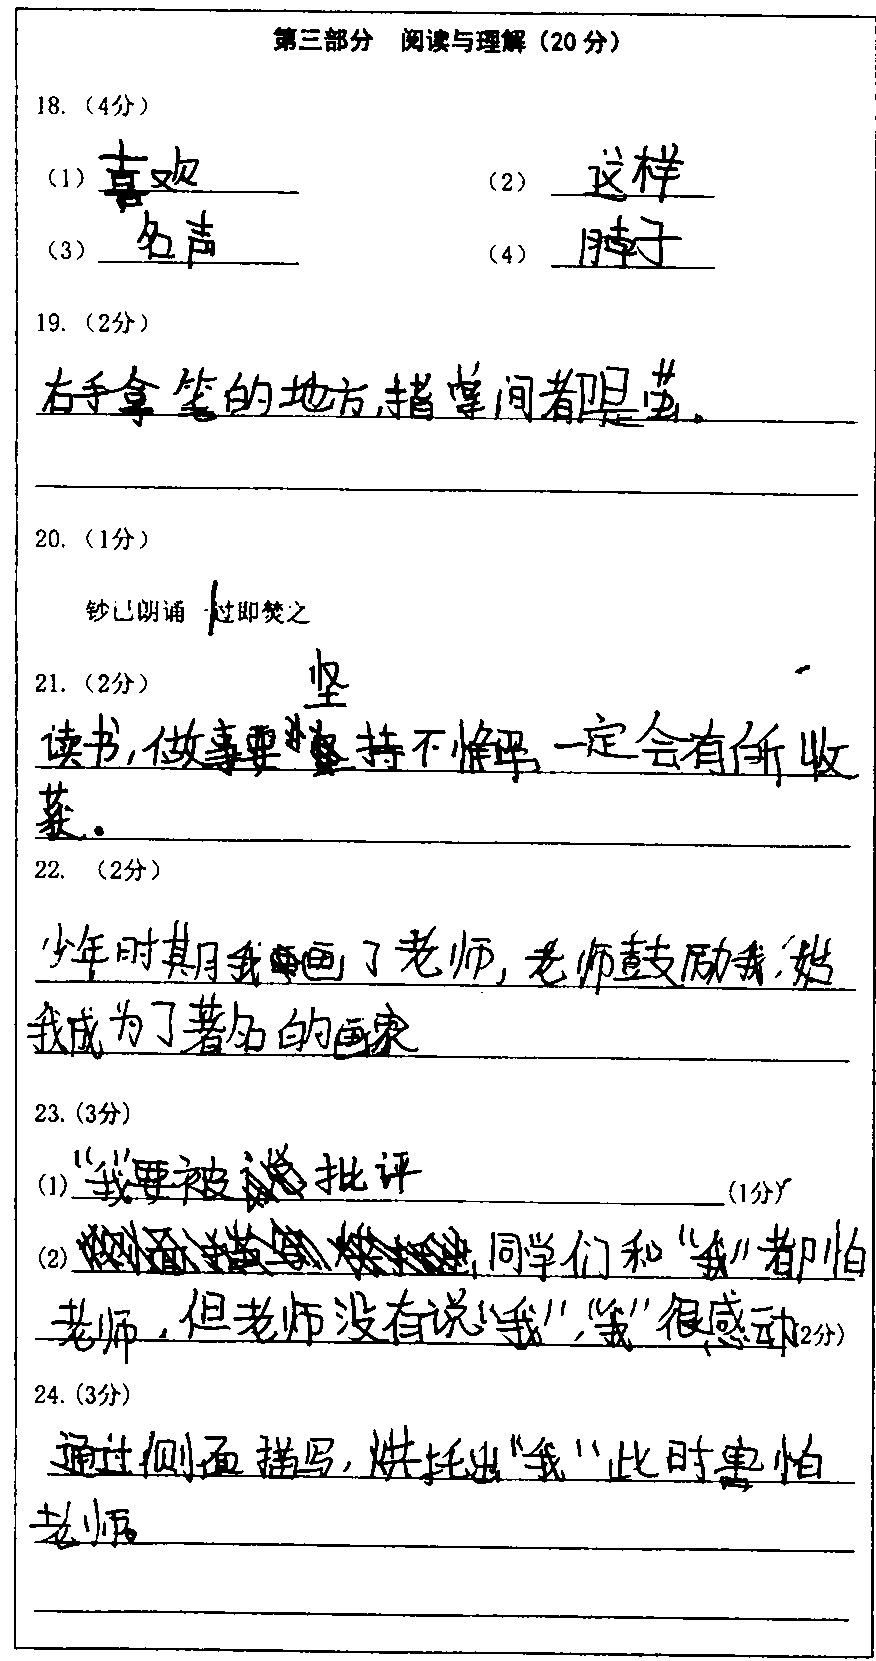 第三部分 阅读与理解（20分）
18.（4分）
（1）喜欢 （2）这样
（3）名声 （4）脖子
19.（2分）
右手拿笔的地方,指掌间都是茧。
20.（1分）
钞已朗诵一/过即焚之
21.（2分）
坚
读书,做事要持不懈 一定会有所收
获。
22. （2分）
少年时期我画了老师,老师鼓励我,
我成为了著名的画家
23.(3分)
(1)“我”要被批评 (1分)
(2) 同学们和“我”都怕
老师,但老师没有说“我”,“我”很感动(2分)
24.(3分)
通过侧面描写,烘托出“我”此时害怕
老师。